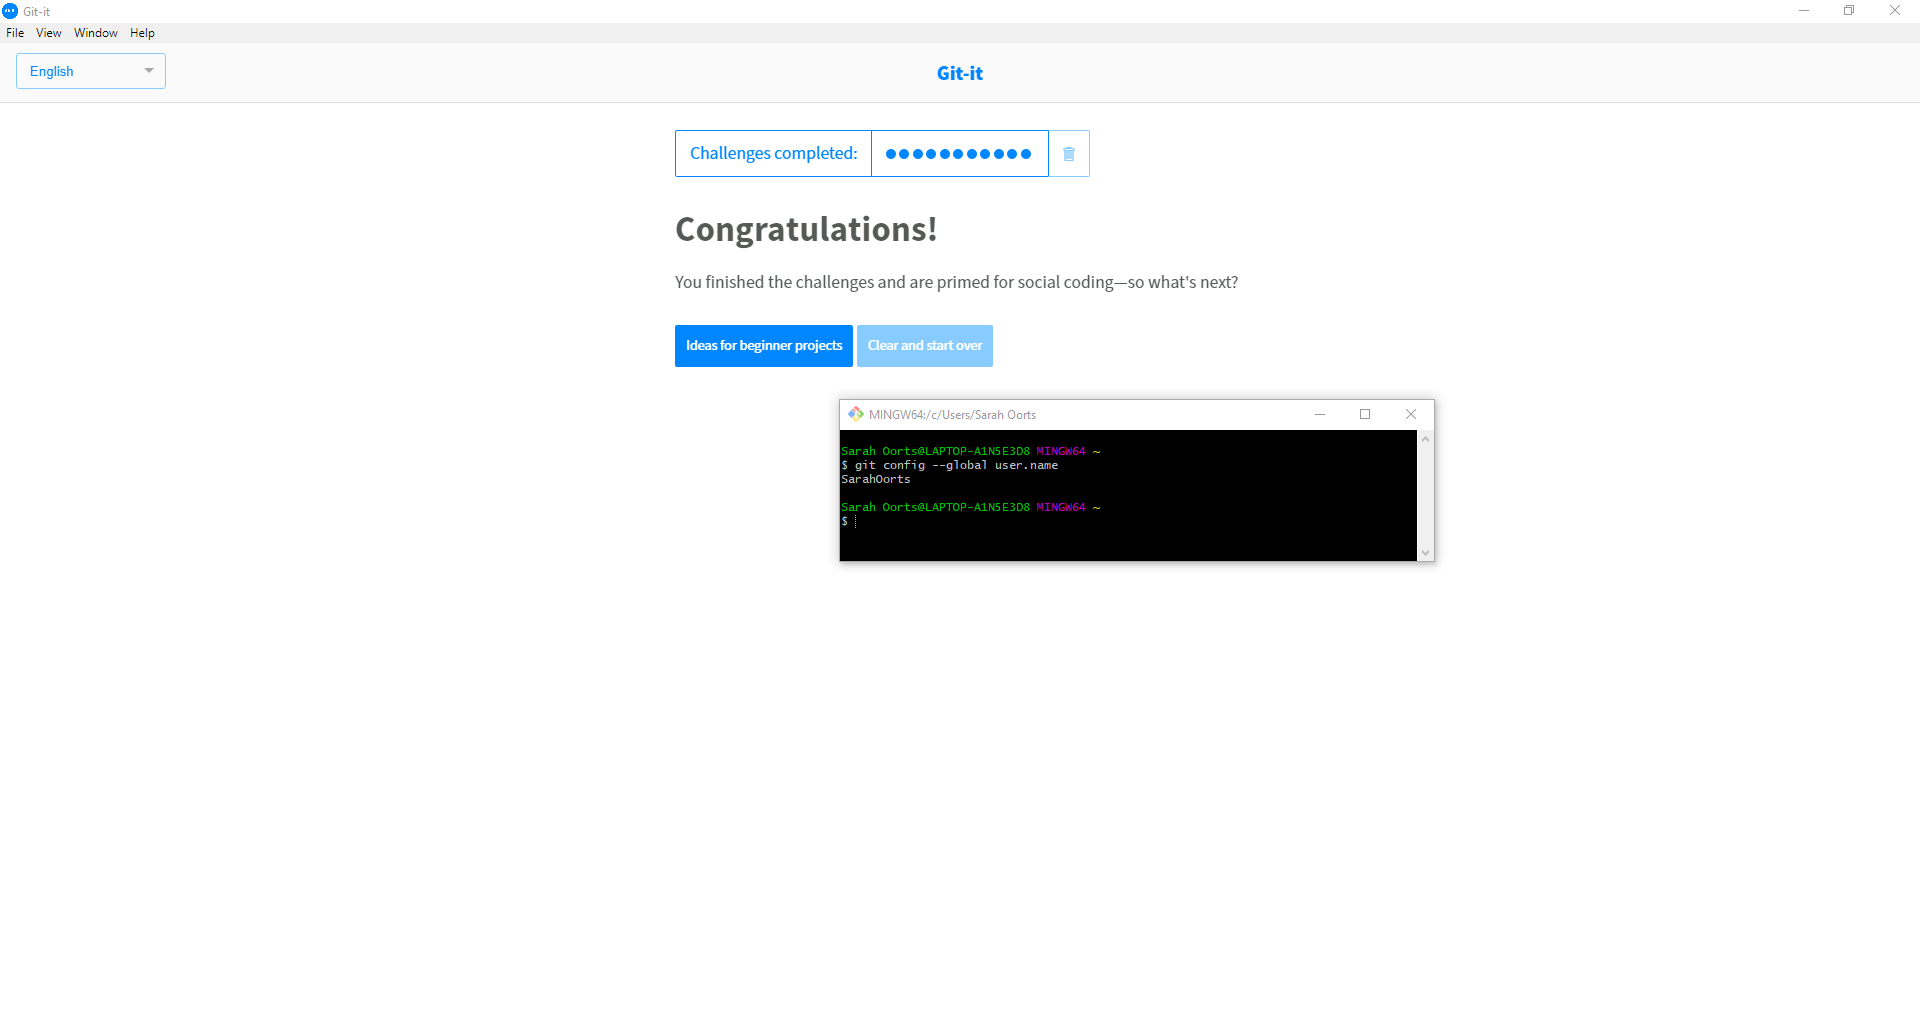 Git-it
File View Window Help
English
Git-it
Challenges completed:
Congratulations!
You finished the challenges and are primed for social coding—so what's next?
Ideas for beginner projects
Clear and start over
MINGW64:/c/Users/Sarah Oorts
Sarah Oorts@LAPTOP-A1N5E3D8 MINGW64 ~
$ git config --global user.name
SarahOorts
Sarah Oorts@LAPTOP-A1N5E3D8 MINGW64 ~
$